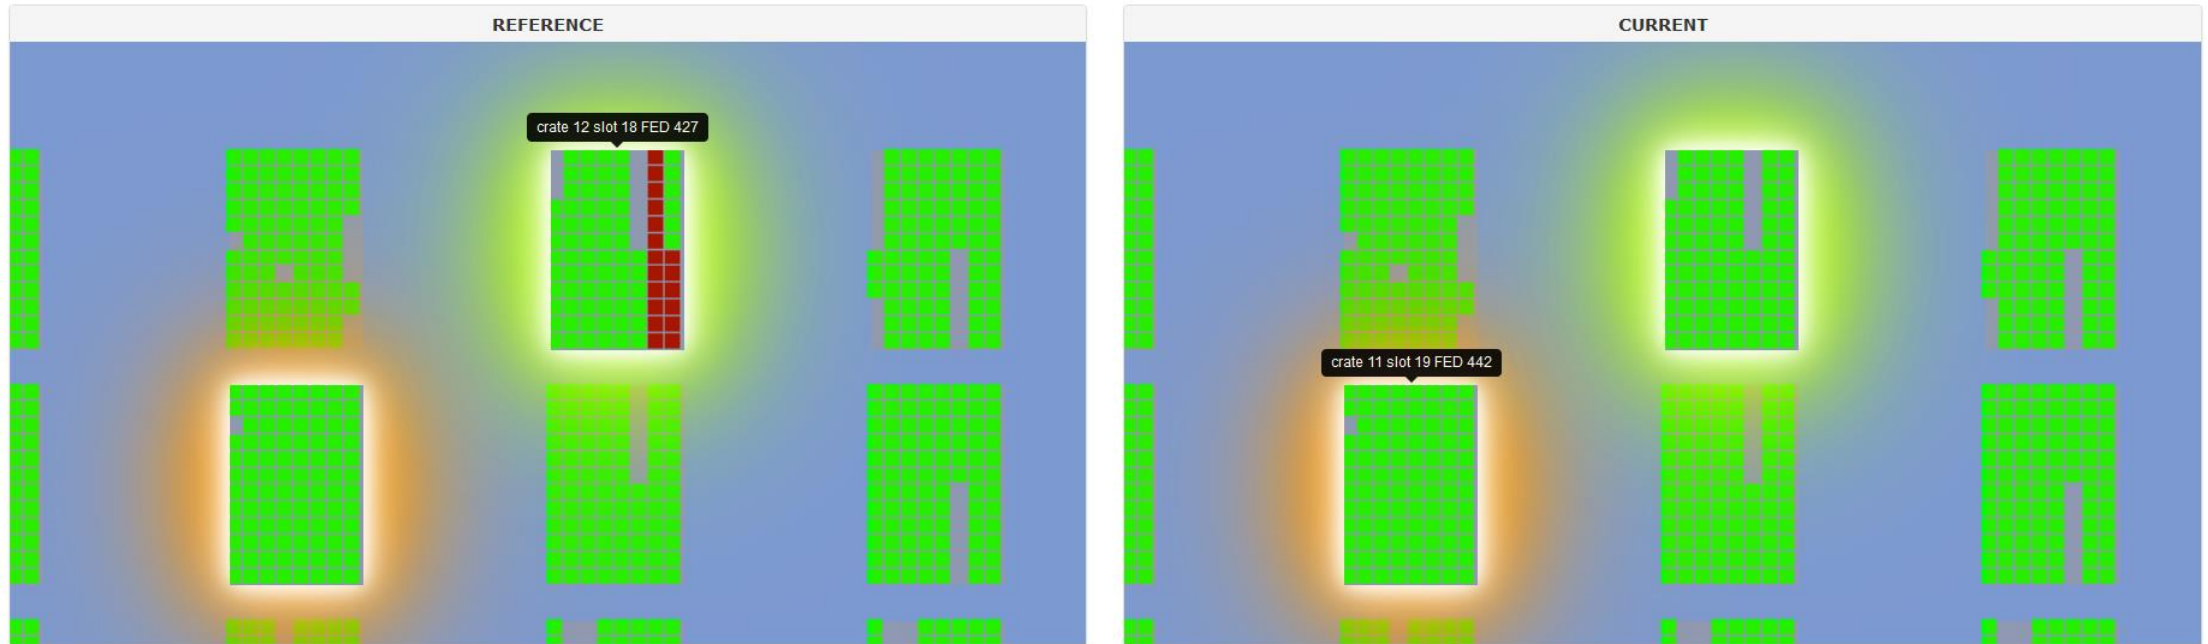 REFERENCE
crate 12 slot 18 FED 427
CURRENT
crate 11 slot 19 FED 442